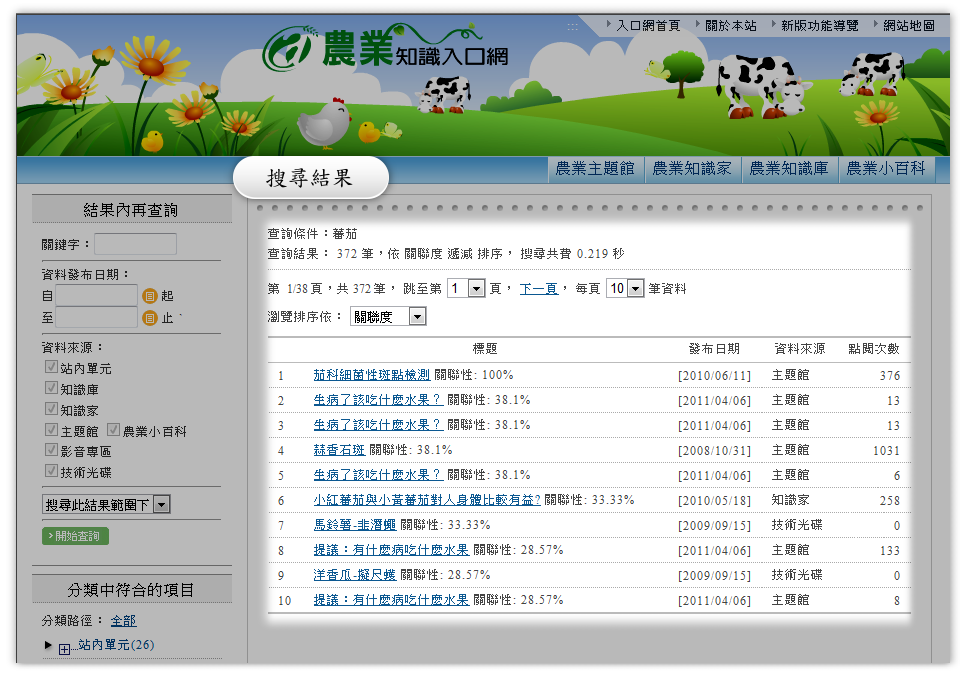 入口網首頁 關於本站 新版功能導覽 網站地圖
農業知識入口網
農業主題館 農業知識家 農業知識庫 農業小百科
搜尋結果
結果內再查詢
關鍵字：
資料發布日期：
自 起
至 止
資料來源：
站內單元
知識庫
知識家
主題館 農業小百科
影音專區
技術光碟
搜尋此結果範圍下
開始查詢
分類中符合的項目
分類路徑： 全部
站內單元(26)
查詢條件：蕃茄
查詢結果： 372 筆，依 關聯度 遞減 排序， 搜尋共費 0.219 秒
第 1/38 頁，共 372 筆， 跳至第 1 頁， 下一頁， 每頁 10 筆資料
瀏覽排序依： 關聯度
標題 發布日期 資料來源 點閱次數
1 茄科細菌性斑點檢測 關聯性: 100% [2010/06/11] 主題館 376
2 生病了該吃什麼水果？ 關聯性: 38.1% [2011/04/06] 主題館 13
3 生病了該吃什麼水果？ 關聯性: 38.1% [2011/04/06] 主題館 13
4 蒜香石斑 關聯性: 38.1% [2008/10/31] 主題館 1031
5 生病了該吃什麼水果？ 關聯性: 38.1% [2011/04/06] 主題館 6
6 小紅蕃茄與小黃蕃茄對人身體比較有益? 關聯性: 33.33% [2010/05/18] 知識家 258
7 馬鈴薯-韭潛蠅 關聯性: 33.33% [2009/09/15] 技術光碟 0
8 提議：有什麼病吃什麼水果 關聯性: 28.57% [2011/04/06] 主題館 133
9 洋香瓜-擬尺蠖 關聯性: 28.57% [2009/09/15] 技術光碟 0
10 提議：有什麼病吃什麼水果 關聯性: 28.57% [2011/04/06] 主題館 8